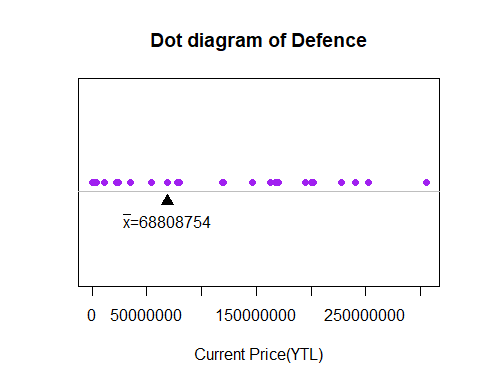 Dot diagram of Defence
x̅=68808754
0 50000000 150000000 250000000
Current Price(YTL)